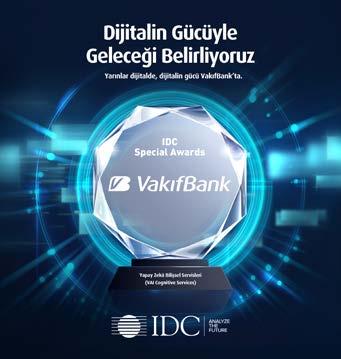 Dijitalin Gücüyle
Geleceği Belirliyoruz
Yarınlar dijitalde, dijitalin gücü VakıfBank'ta.
IDC
Special Awards
VakıfBank
Yapay Zekâ Bilişsel Servisleri
(VAI Cognitive Services)
IDC
ANALYZE
THE
FUTURE